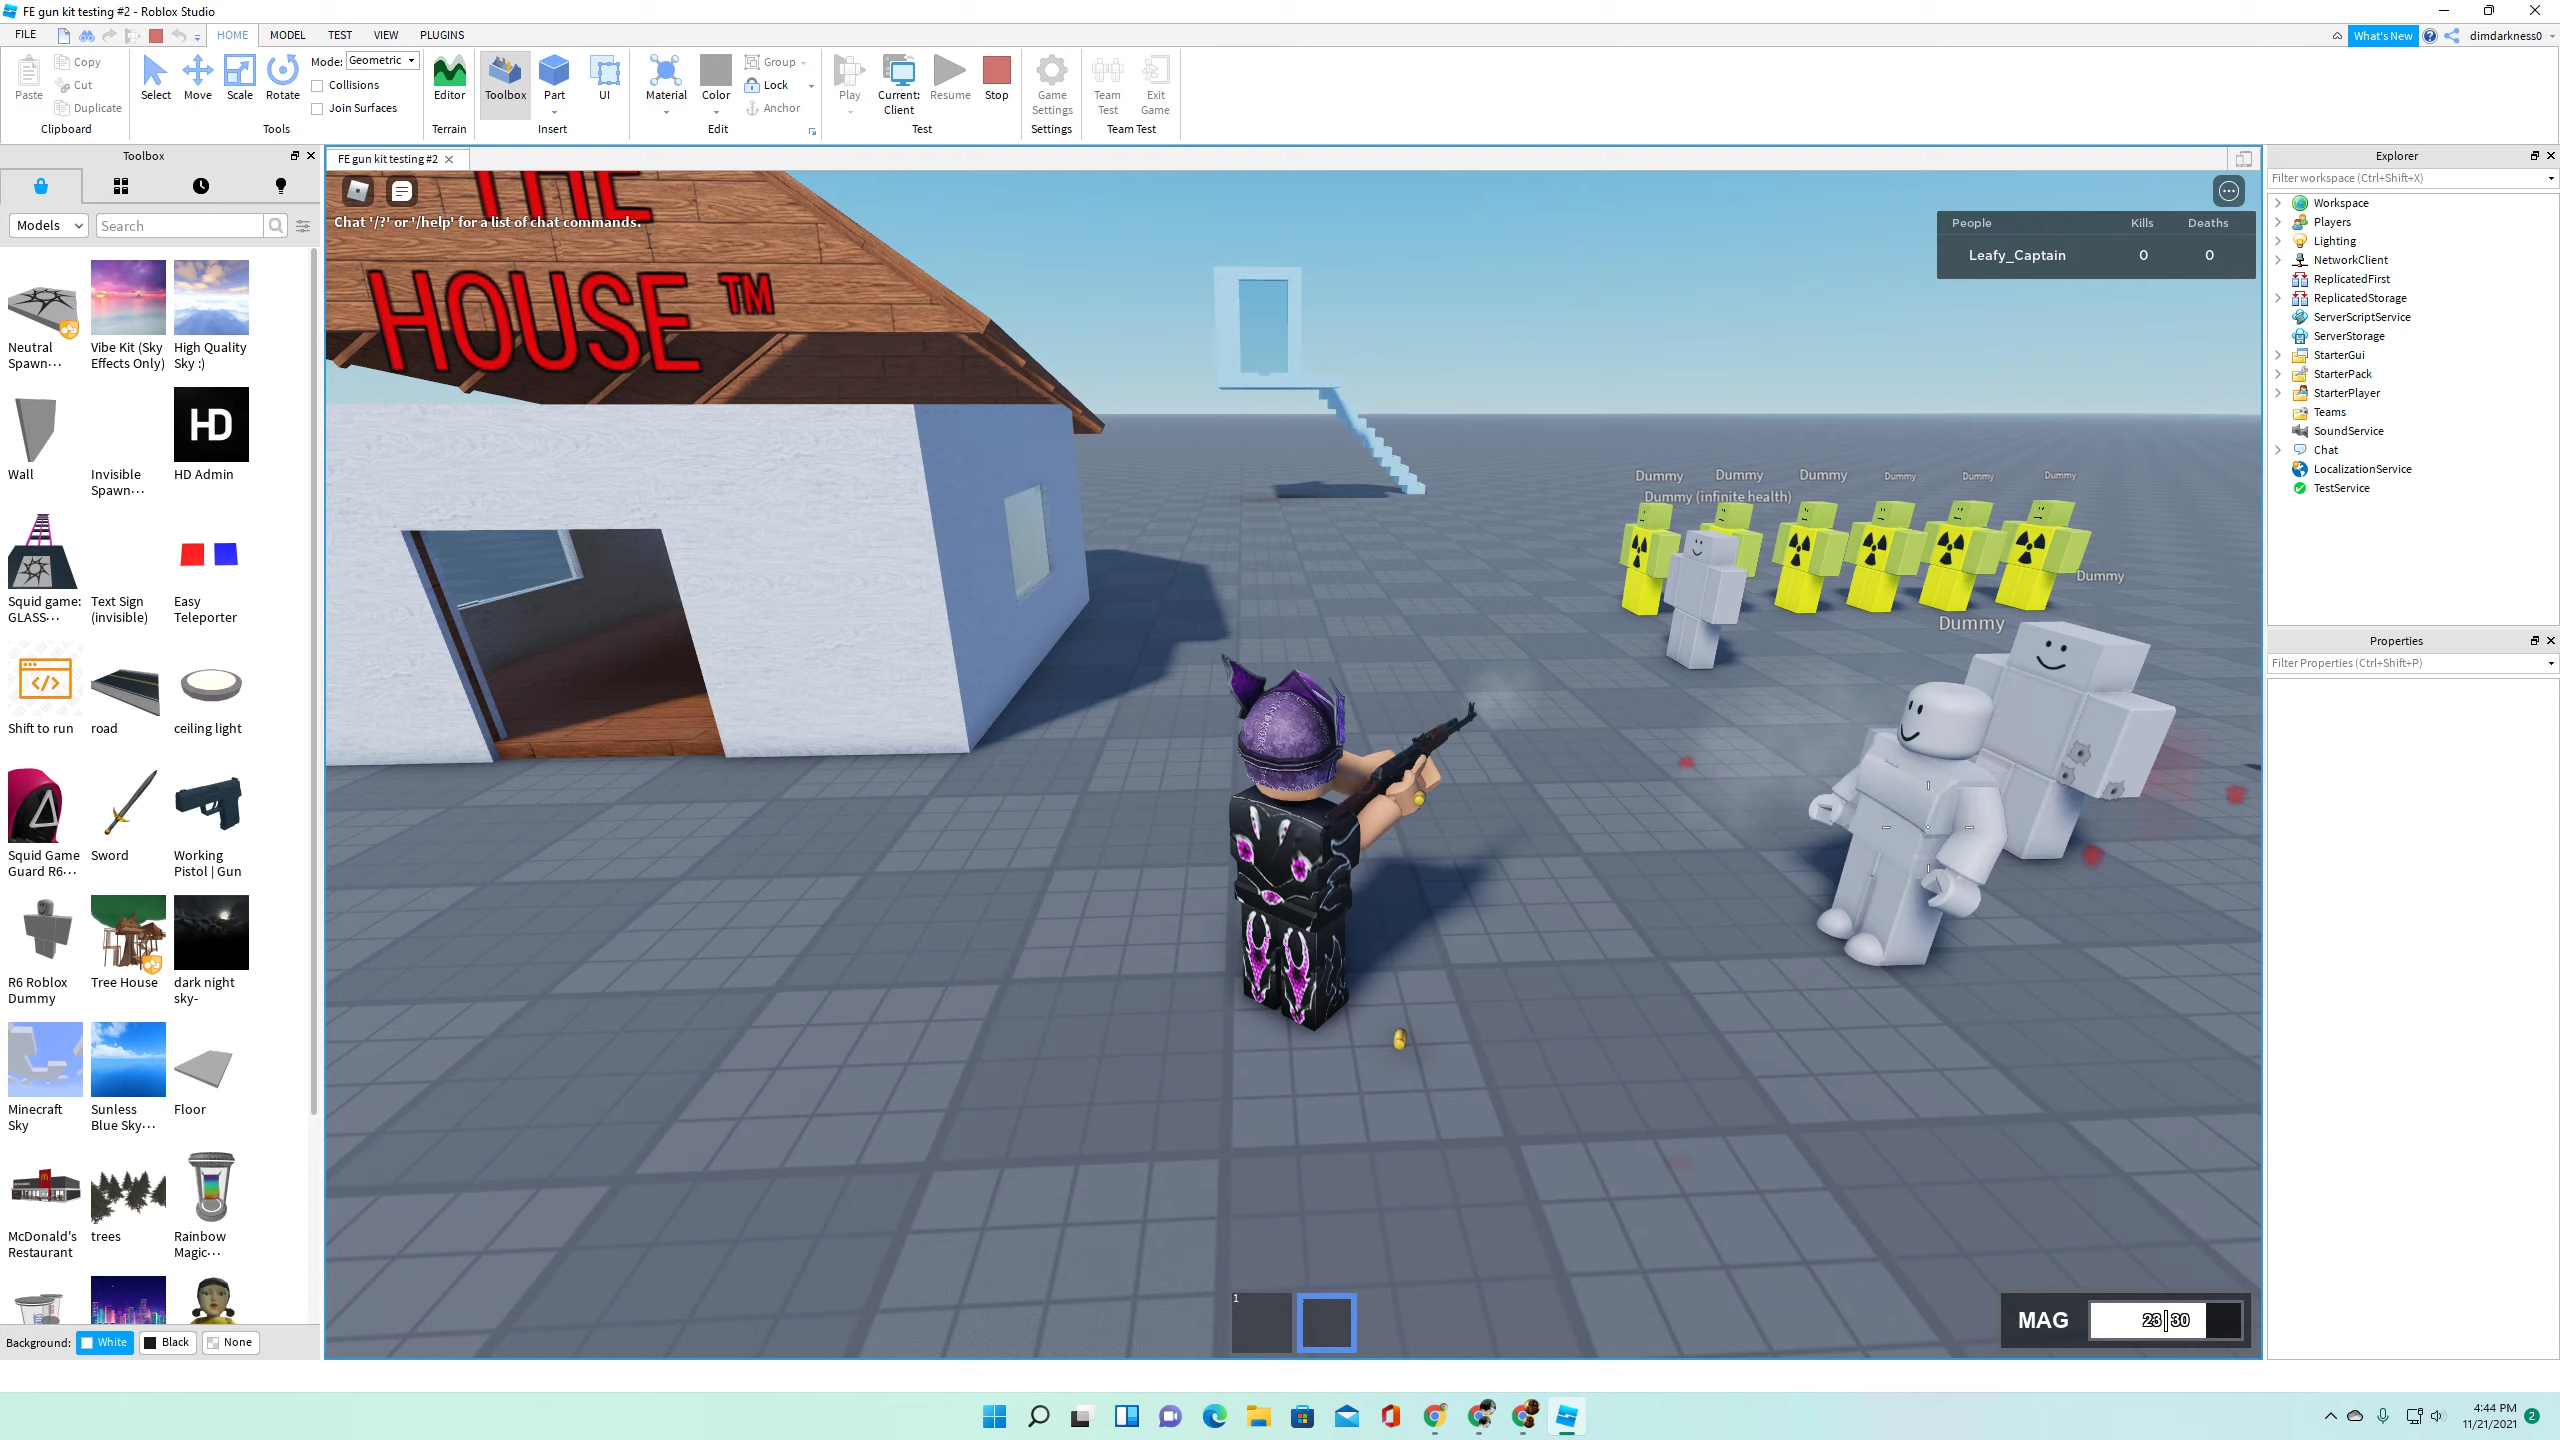 FE gun kit testing #2 - Roblox Studio
FILE
HOME
MODEL
TEST
VIEW
PLUGINS
What's New
dimdarkness0
Paste
Copy
Cut
Duplicate
Clipboard
Select
Move
Scale
Rotate
Mode: Geometric
Collisions
Join Surfaces
Tools
Editor
Terrain
Toolbox
Part
UI
Insert
Material
Color
Group
Lock
Anchor
Edit
Play
Current:
Client
Resume
Stop
Test
Game
Settings
Settings
Team
Test
Exit
Game
Team Test
Toolbox
Models
Search
Neutral
Spawn...
Vibe Kit (Sky
Effects Only)
High Quality
Sky :)
Wall
Invisible
Spawn...
HD
HD Admin
Squid game:
GLASS...
Text Sign
(invisible)
Easy
Teleporter
Shift to run
road
ceiling light
Squid Game
Guard R6...
Sword
Working
Pistol | Gun
R6 Roblox
Dummy
Tree House
dark night
sky-
Minecraft
Sky
Sunless
Blue Sky...
Floor
McDonald's
Restaurant
trees
Rainbow
Magic...
Background:
White
Black
None
FE gun kit testing #2
THE
HOUSE ™
Chat '/?' or '/help' for a list of chat commands.
People Kills Deaths
Leafy_Captain 0 0
Dummy
Dummy
Dummy
Dummy
Dummy
Dummy
Dummy (infinite health)
Dummy
Dummy
1
MAG
23|30
Explorer
Filter workspace (Ctrl+Shift+X)
Workspace
Players
Lighting
NetworkClient
ReplicatedFirst
ReplicatedStorage
ServerScriptService
ServerStorage
StarterGui
StarterPack
StarterPlayer
Teams
SoundService
Chat
LocalizationService
TestService
Properties
Filter Properties (Ctrl+Shift+P)
4:44 PM
11/21/2021
2